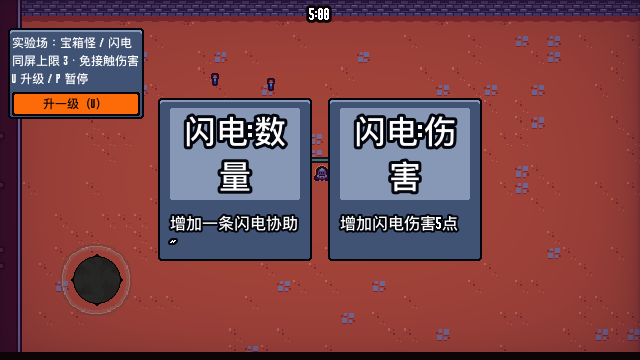 5:00
实验场：宝箱怪 / 闪电
同屏上限 3 · 免接触伤害
U 升级 / P 暂停
升一级 (U)
闪电:数
量
增加一条闪电协助
闪电:伤
害
增加闪电伤害5点